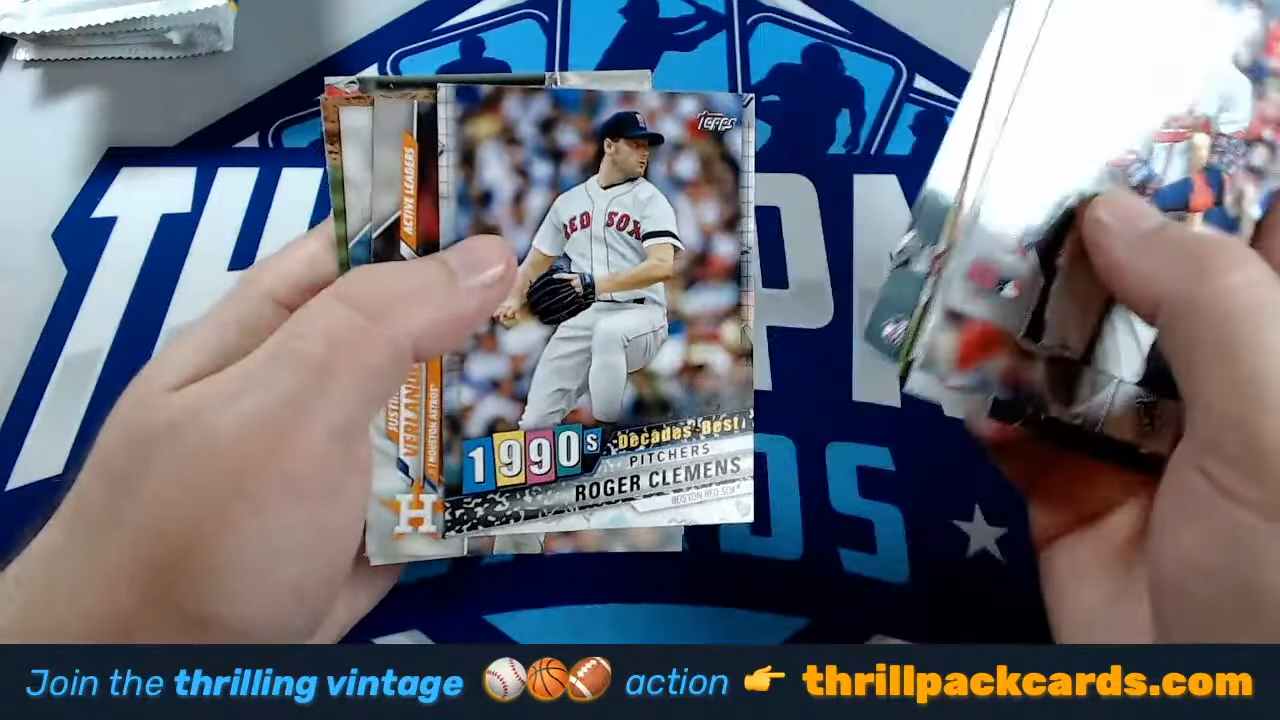 Topps
RED SOX
1990s
Decades' Best
PITCHERS
ROGER CLEMENS
BOSTON RED SOX
ACTIVE LEADERS
JUSTIN
VERLANDER
HOUSTON ASTROS
H
Join the thrilling vintage action thrillpackcards.com